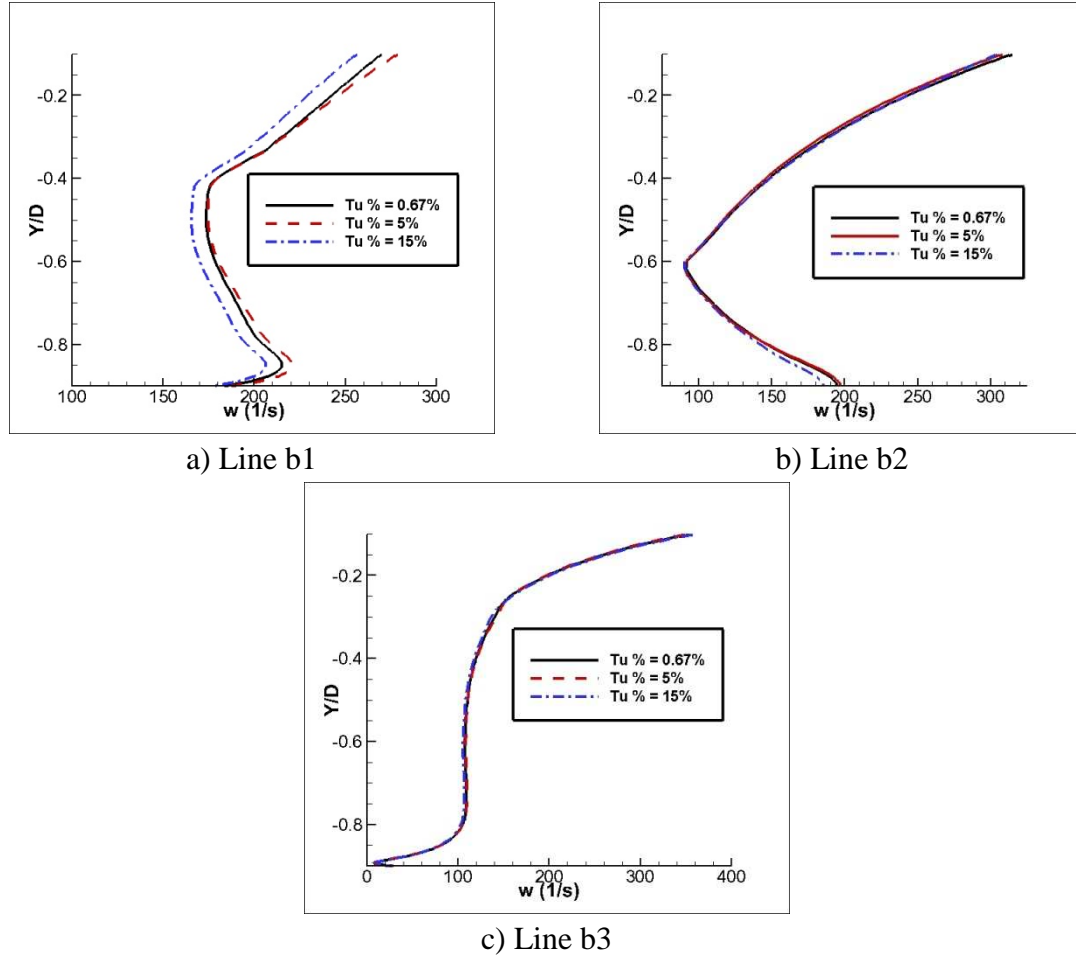 -0.2
-0.4
-0.6
-0.8
Y/D
Tu % = 0.67%
Tu % = 5%
Tu % = 15%
100 200 300
w (1/s)
a) Line b1
-0.2
-0.4
-0.6
-0.8
Y/D
Tu % = 0.67%
Tu % = 5%
Tu % = 15%
100 150 200 250 300
w (1/s)
b) Line b2
-0.2
-0.4
-0.6
-0.8
Y/D
Tu % = 0.67%
Tu % = 5%
Tu % = 15%
0 100 200 300 400
w (1/s)
c) Line b3